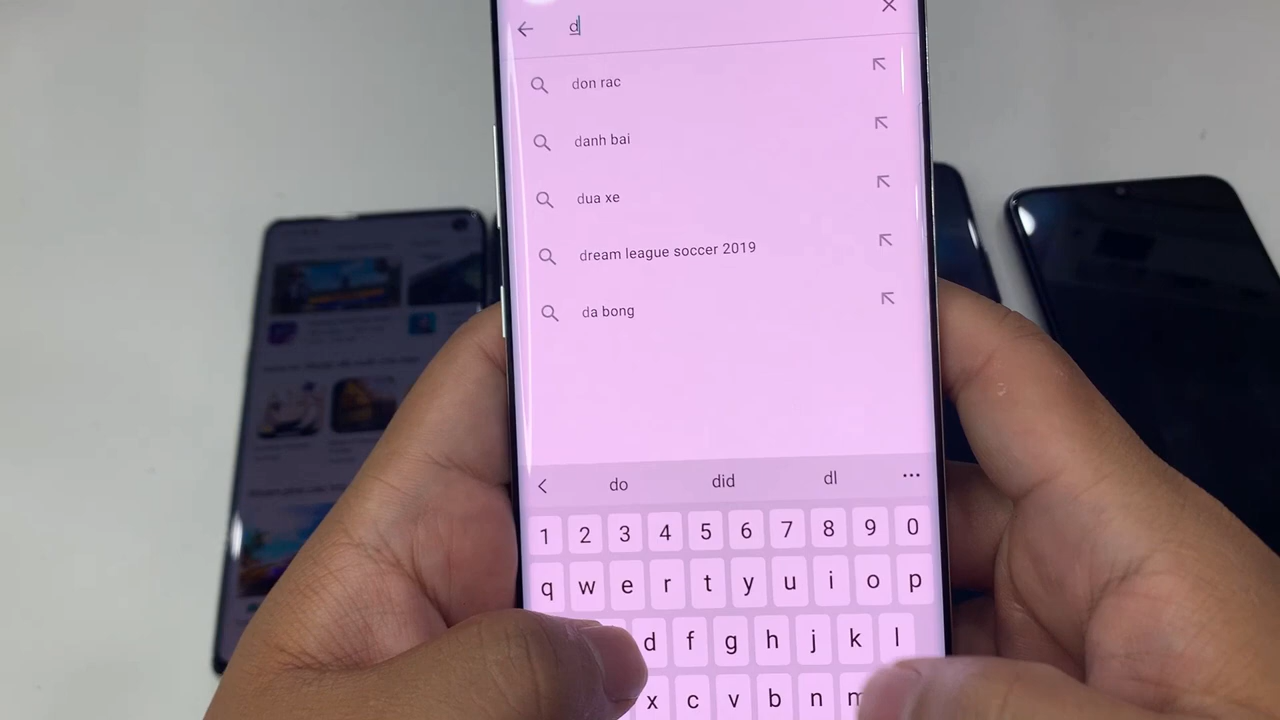 d
don rac
danh bai
dua xe
dream league soccer 2019
da bong
do did dl
1 2 3 4 5 6 7 8 9 0
q w e r t y u i o p
d f g h j k l
x c v b n m